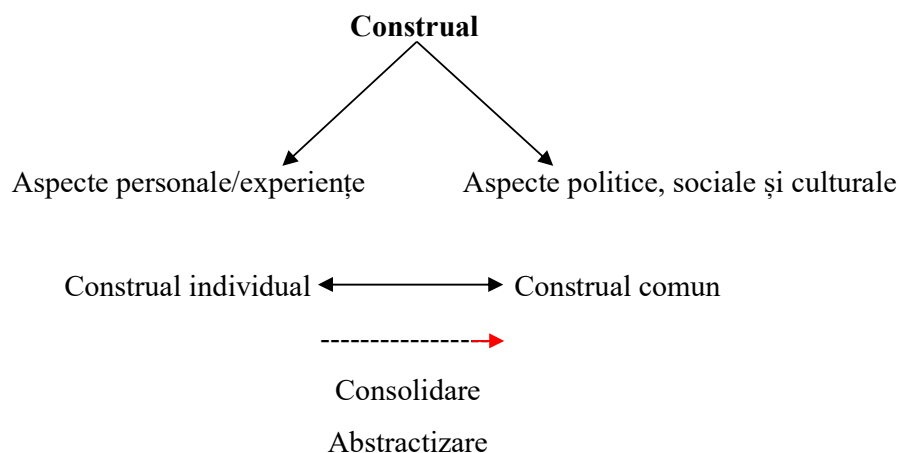 Construal
Aspecte personale/experiențe Aspecte politice, sociale și culturale
Construal individual Construal comun
Consolidare
Abstractizare